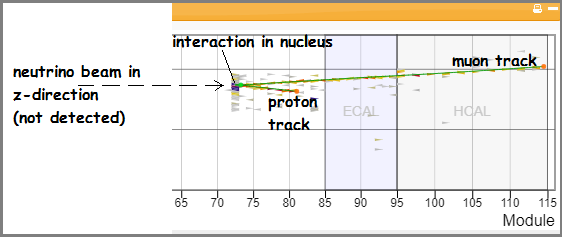 interaction in nucleus
muon track
neutrino beam in
z-direction
(not detected)
proton
track
ECAL
HCAL
65 70 75 80 85 90 95 100 105 110 115
Module